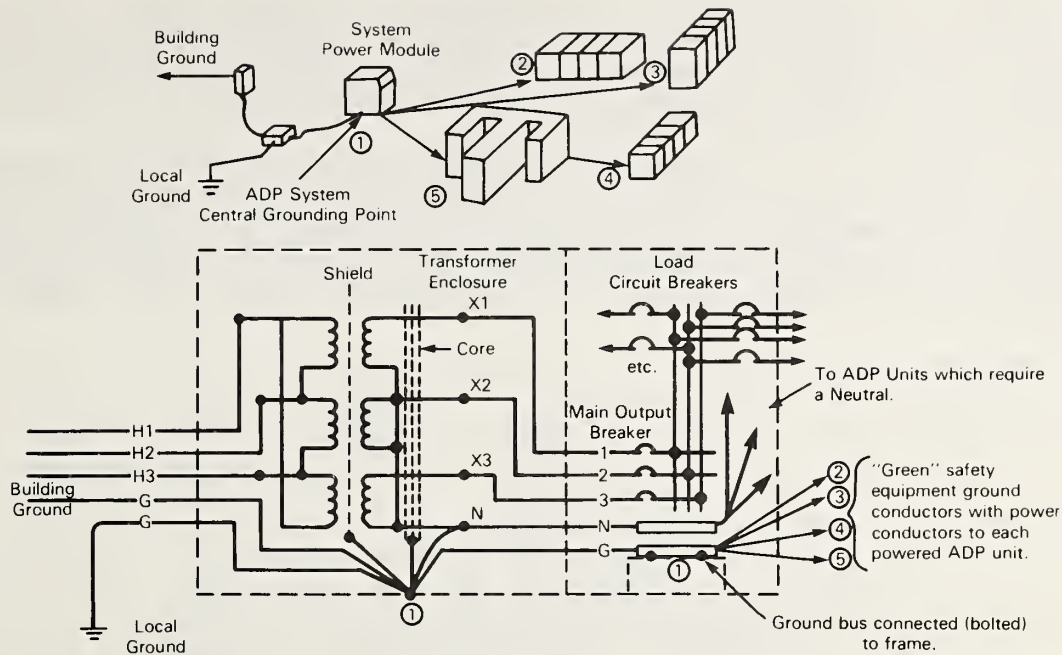 Building
Ground
System
Power Module
②
③
①
Local
Ground
ADP System
Central Grounding Point
⑤
④
Shield
Transformer
Enclosure
Load
Circuit Breakers
X1
Core
etc.
X2
To ADP Units which require
a Neutral.
Main Output
Breaker
H1
H2
H3
Building
Ground
G
G
X3
N
1
2
3
N
G
②
③
④
⑤
"Green" safety
equipment ground
conductors with power
conductors to each
powered ADP unit.
①
①
Local
Ground
Ground bus connected (bolted)
to frame.